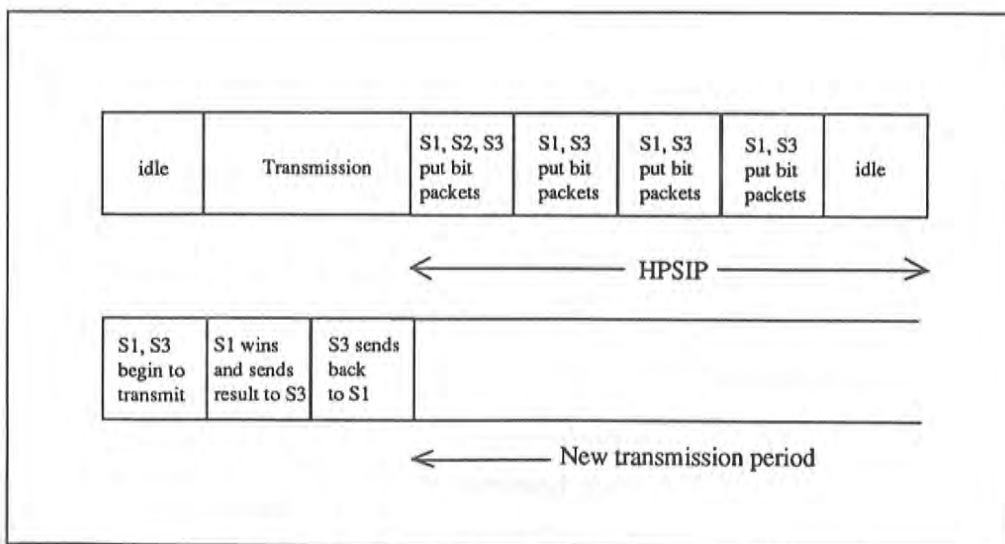 idle
Transmission
S1, S2, S3
put bit
packets
S1, S3
put bit
packets
S1, S3
put bit
packets
S1, S3
put bit
packets
idle
HPSIP
S1, S3
begin to
transmit
S1 wins
and sends
result to S3
S3 sends
back
to S1
New transmission period